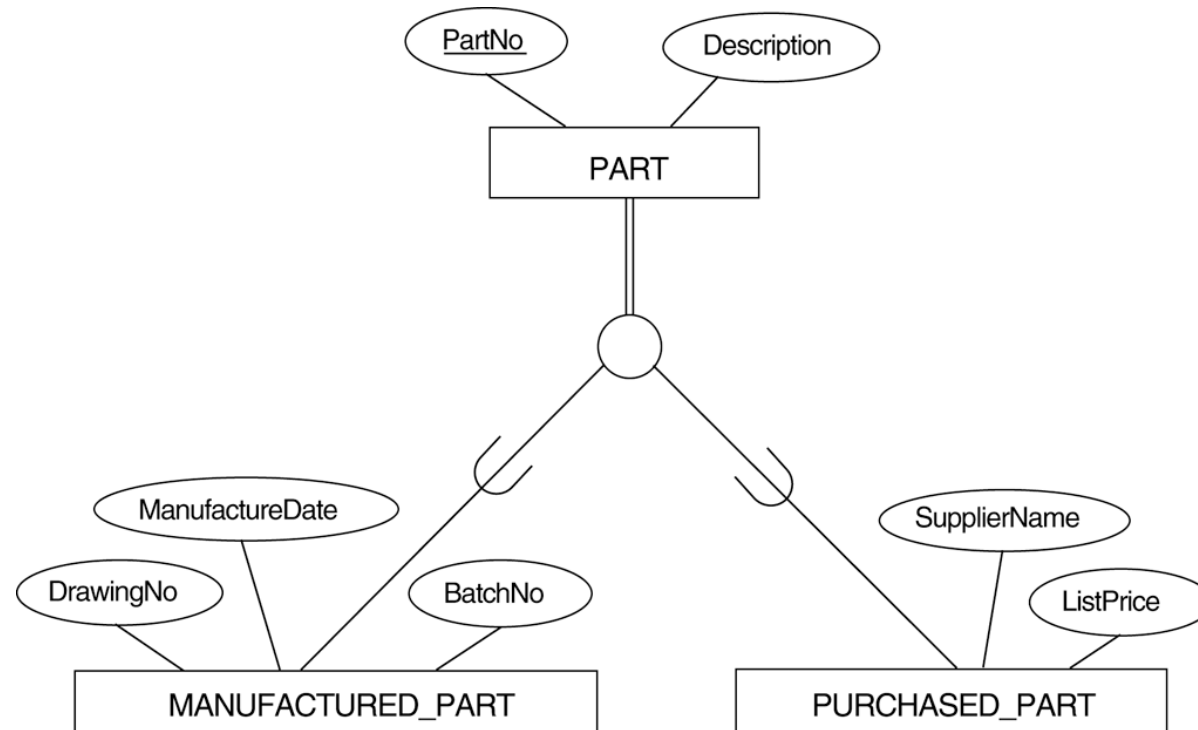 PartNo
Description
PART
ManufactureDate
SupplierName
DrawingNo
BatchNo
ListPrice
MANUFACTURED_PART
PURCHASED_PART